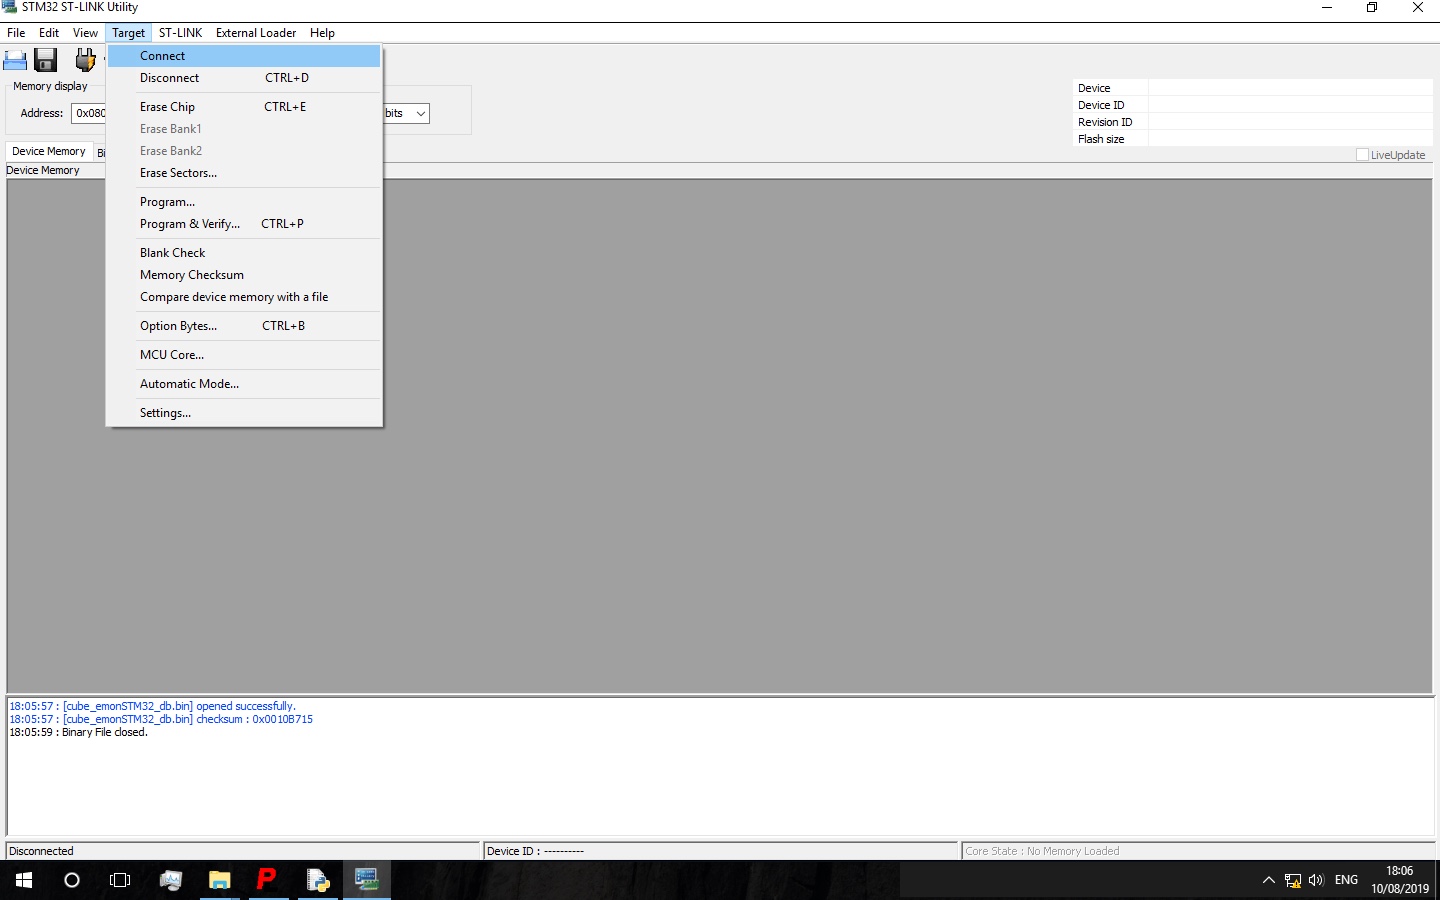 STM32 ST-LINK Utility
File Edit View Target ST-LINK External Loader Help
Connect
Disconnect CTRL+D
Erase Chip CTRL+E
Erase Bank1
Erase Bank2
Erase Sectors...
Program...
Program & Verify... CTRL+P
Blank Check
Memory Checksum
Compare device memory with a file
Option Bytes... CTRL+B
MCU Core...
Automatic Mode...
Settings...
Memory display
Address: 0x080 bits
Device
Device ID
Revision ID
Flash size
LiveUpdate
Device Memory Bi
Device Memory
18:05:57 : [cube_emonSTM32_db.bin] opened successfully.
18:05:57 : [cube_emonSTM32_db.bin] checksum : 0x0010B715
18:05:59 : Binary File closed.
Disconnected Device ID : ---------- Core State : No Memory Loaded
P ENG 18:06
10/08/2019